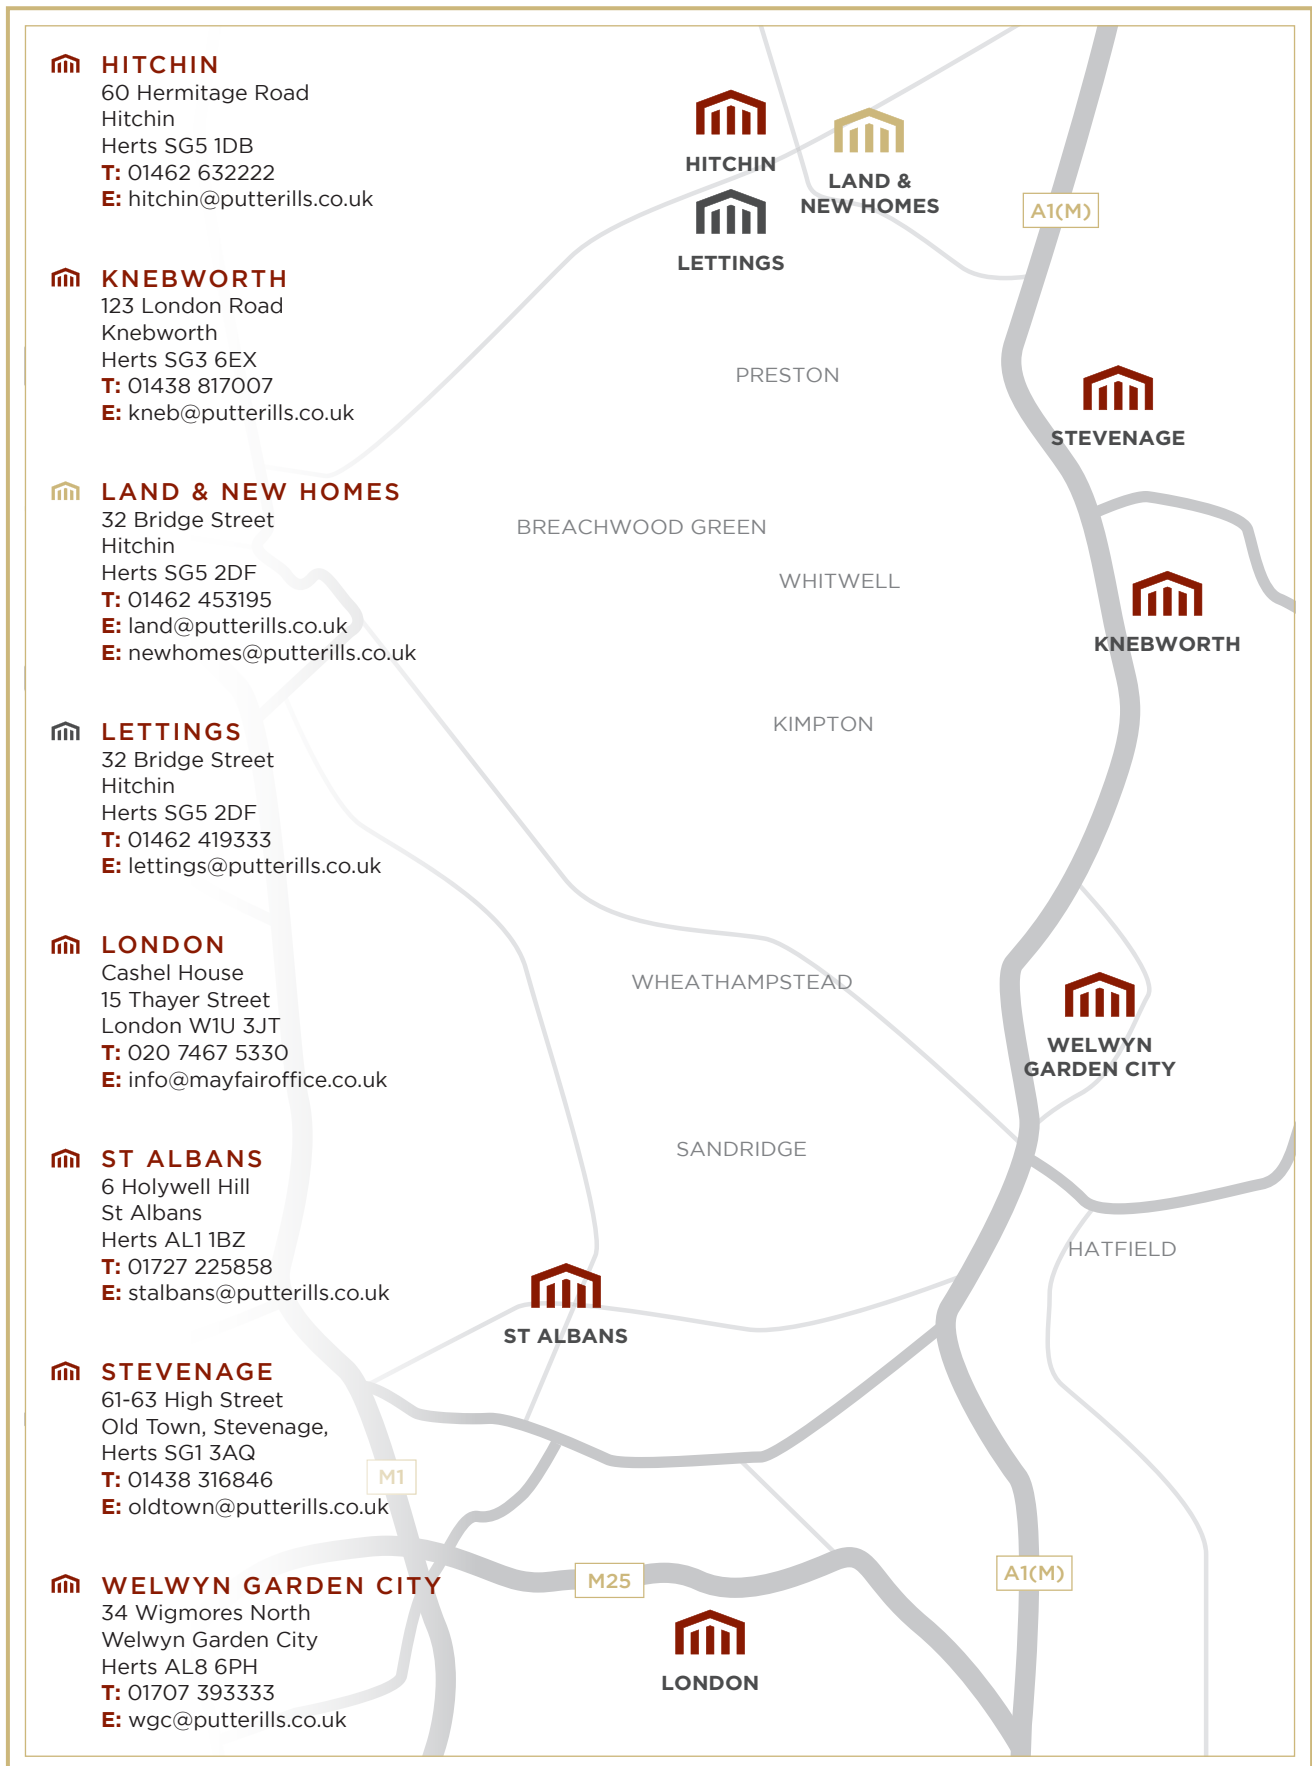 HITCHIN
60 Hermitage Road
Hitchin
Herts SG5 1DB
T: 01462 632222
E: hitchin@putterills.co.uk
KNEBWORTH
123 London Road
Knebworth
Herts SG3 6EX
T: 01438 817007
E: kneb@putterills.co.uk
LAND & NEW HOMES
32 Bridge Street
Hitchin
Herts SG5 2DF
T: 01462 453195
E: land@putterills.co.uk
E: newhomes@putterills.co.uk
LETTINGS
32 Bridge Street
Hitchin
Herts SG5 2DF
T: 01462 419333
E: lettings@putterills.co.uk
LONDON
Cashel House
15 Thayer Street
London W1U 3JT
T: 020 7467 5330
E: info@mayfairoffice.co.uk
ST ALBANS
6 Holywell Hill
St Albans
Herts AL1 1BZ
T: 01727 225858
E: stalbans@putterills.co.uk
STEVENAGE
61-63 High Street
Old Town, Stevenage,
Herts SG1 3AQ
T: 01438 316846
E: oldtown@putterills.co.uk
WELWYN GARDEN CITY
34 Wigmores North
Welwyn Garden City
Herts AL8 6PH
T: 01707 393333
E: wgc@putterills.co.uk
HITCHIN
LAND &
NEW HOMES
A1(M)
LETTINGS
PRESTON
STEVENAGE
BREACHWOOD GREEN
WHITWELL
KNEBWORTH
KIMPTON
WHEATHAMPSTEAD
WELWYN
GARDEN CITY
SANDRIDGE
HATFIELD
ST ALBANS
M1
M25
A1(M)
LONDON